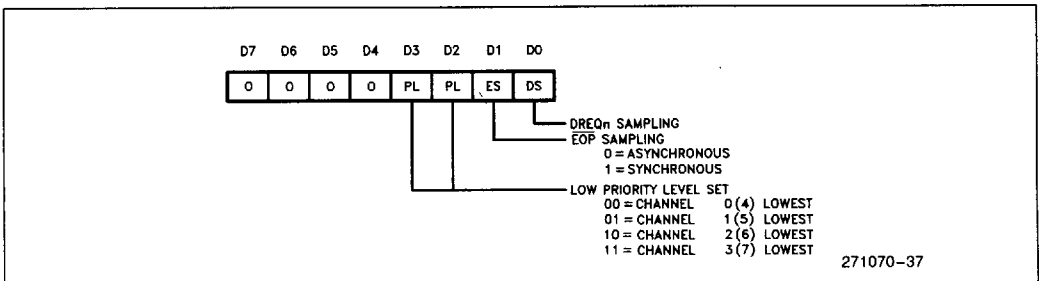 D7 D6 D5 D4 D3 D2 D1 D0
0 0 0 0 PL PL ES DS
DREQn SAMPLING
EOP SAMPLING
0 = ASYNCHRONOUS
1 = SYNCHRONOUS
LOW PRIORITY LEVEL SET
00 = CHANNEL 0(4) LOWEST
01 = CHANNEL 1(5) LOWEST
10 = CHANNEL 2(6) LOWEST
11 = CHANNEL 3(7) LOWEST
271070-37